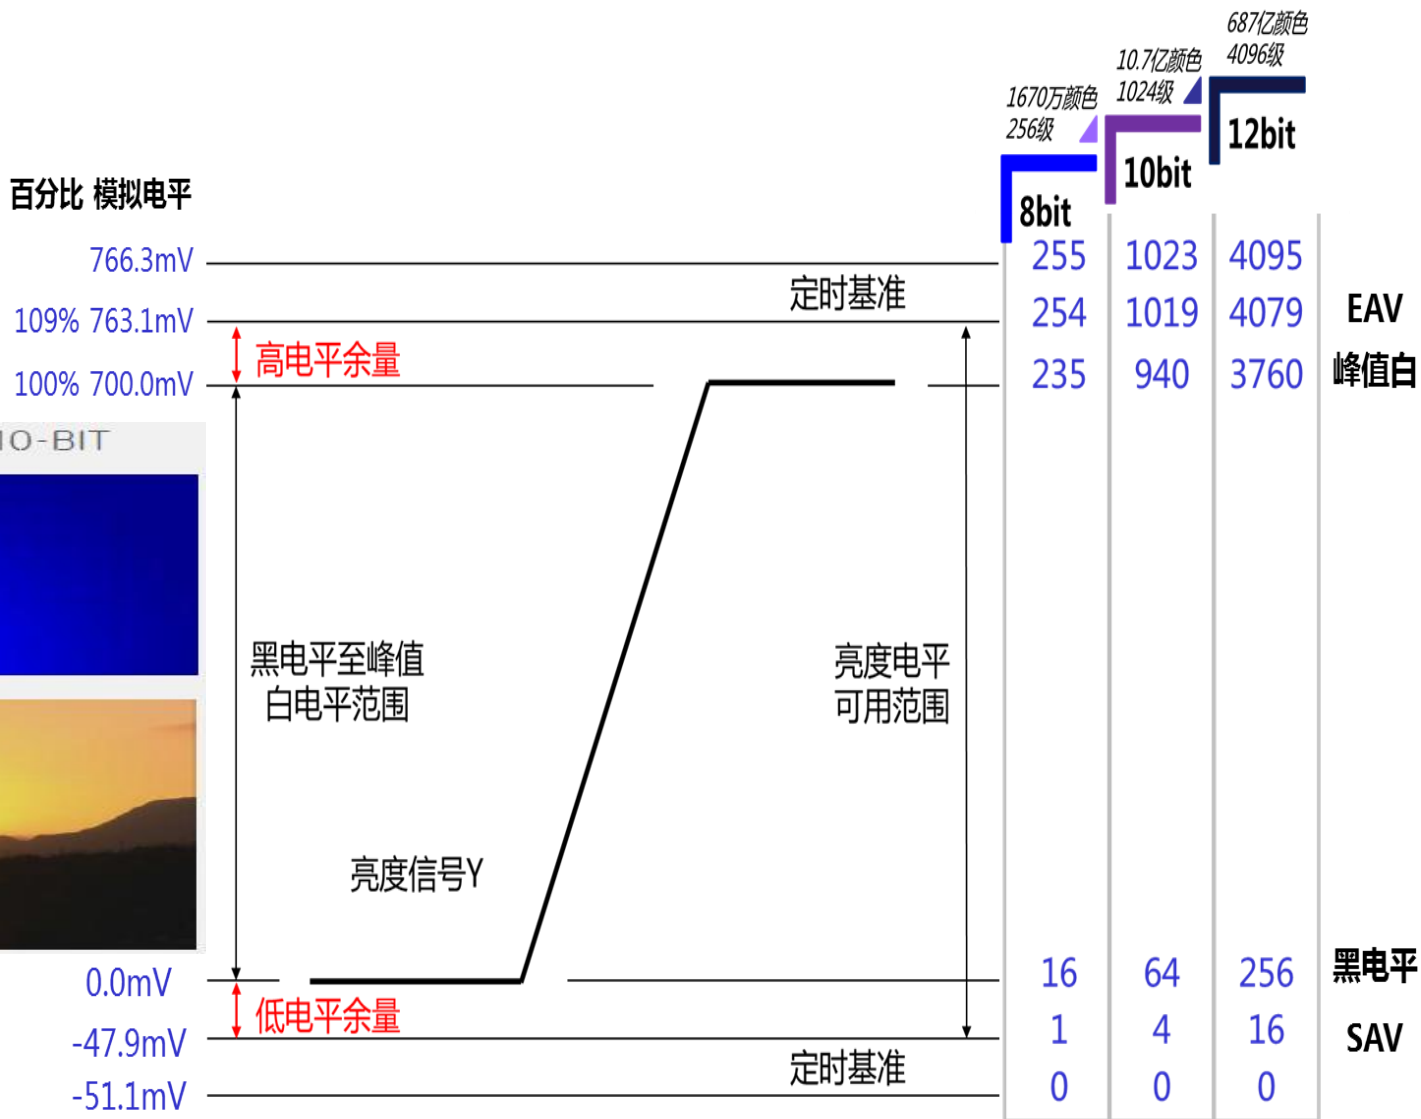 687亿颜色
4096级
10.7亿颜色
1024级
1670万颜色
256级
12bit
10bit
8bit
百分比 模拟电平
766.3mV
255 1023 4095
定时基准
109% 763.1mV
254 1019 4079 EAV
高电平余量
100% 700.0mV
235 940 3760 峰值白
10-BIT
黑电平至峰值
白电平范围
亮度电平
可用范围
亮度信号Y
0.0mV
16 64 256 黑电平
低电平余量
-47.9mV
1 4 16 SAV
定时基准
-51.1mV
0 0 0